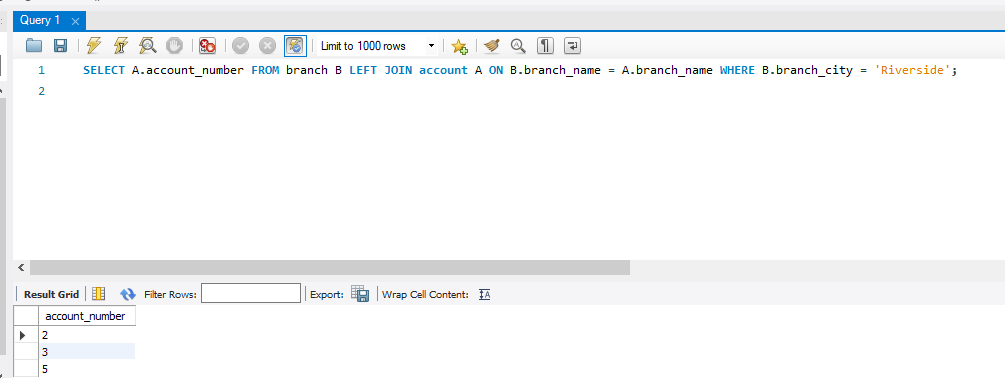 Query 1
Limit to 1000 rows
1 SELECT A.account_number FROM branch B LEFT JOIN account A ON B.branch_name = A.branch_name WHERE B.branch_city = 'Riverside';
2
Result Grid Filter Rows: Export: Wrap Cell Content:
account_number
2
3
5